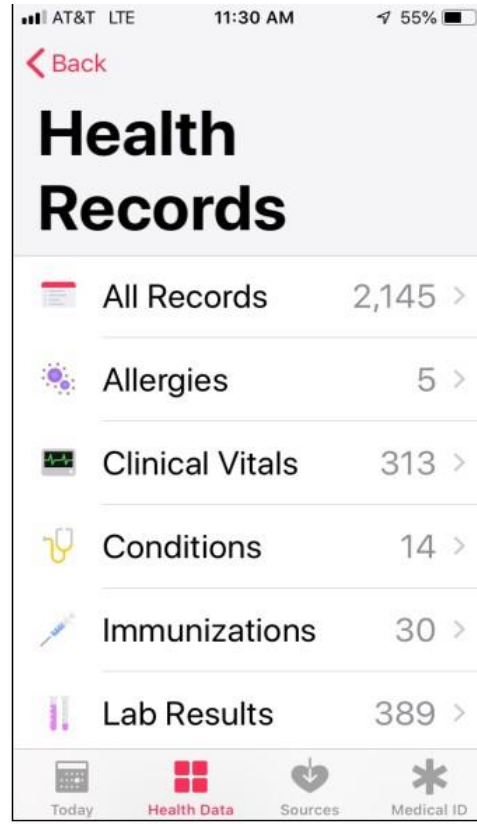 AT&T LTE 11:30 AM 55%
Back
Health
Records
All Records 2,145
Allergies 5
Clinical Vitals 313
Conditions 14
Immunizations 30
Lab Results 389
Today Health Data Sources Medical ID